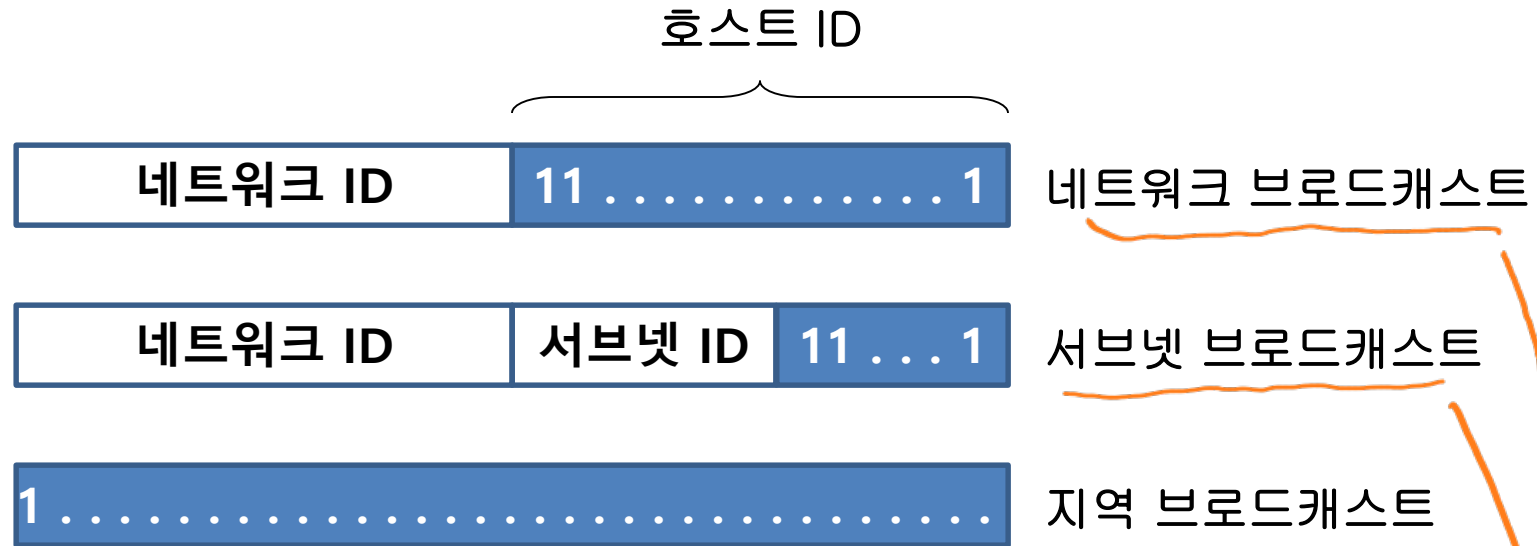 호스트 ID
네트워크 ID 11 . . . . . . . . . . . . 1 네트워크 브로드캐스트
네트워크 ID 서브넷 ID 11 . . . 1 서브넷 브로드캐스트
1 . . . . . . . . . . . . . . . . . . . . . . . . . . . . . . . . 지역 브로드캐스트